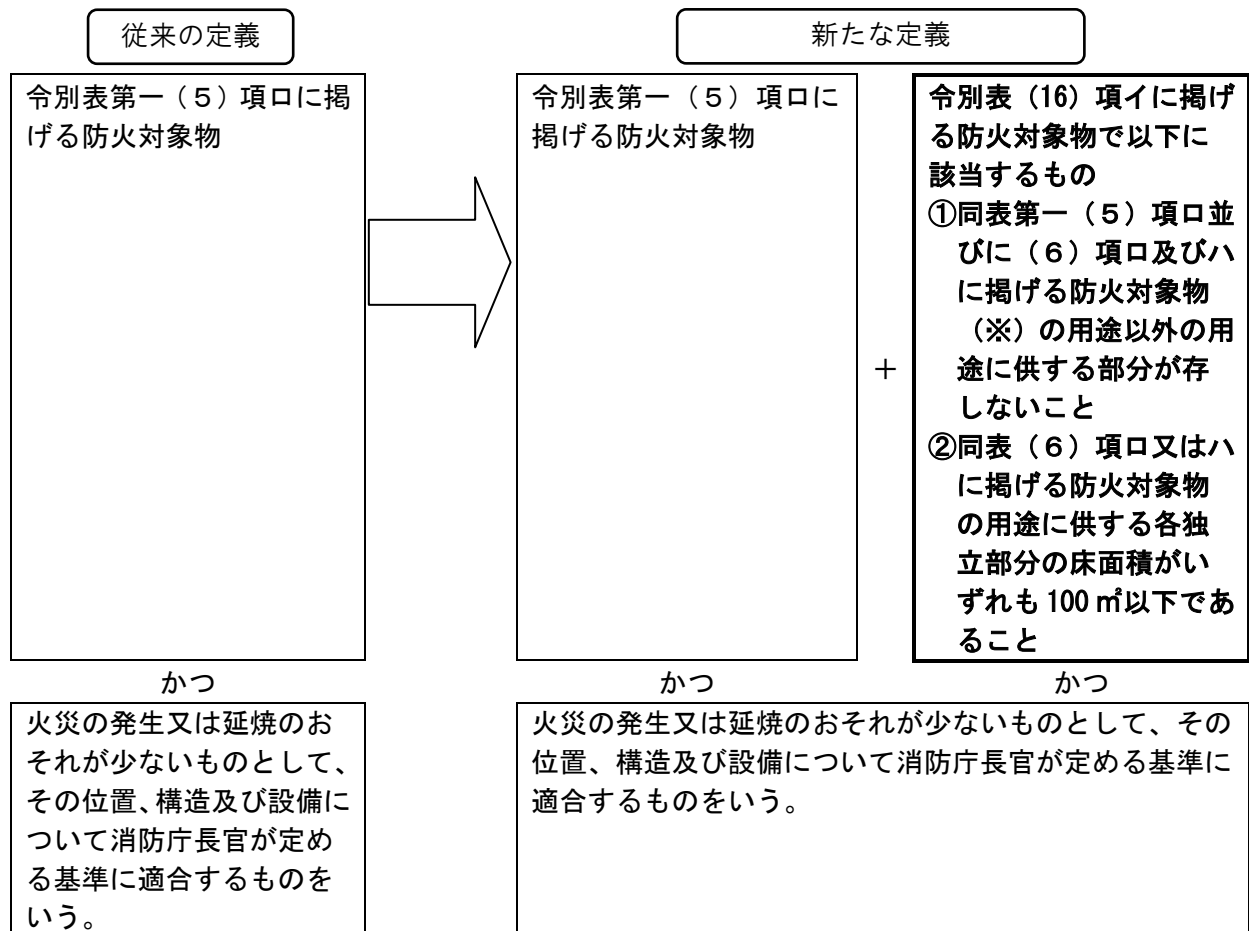 従来の定義
新たな定義
令別表第一（５）項ロに掲
げる防火対象物
令別表第一（５）項ロに
掲げる防火対象物
＋
令別表（16）項イに掲げ
る防火対象物で以下に
該当するもの
①同表第一（５）項ロ並
びに（６）項ロ及びハ
に掲げる防火対象物
（※）の用途以外の用
途に供する部分が存
しないこと
②同表（６）項ロ又はハ
に掲げる防火対象物
の用途に供する各独
立部分の床面積がい
ずれも 100 ㎡以下であ
ること
かつ
かつ
かつ
火災の発生又は延焼のお
それが少ないものとして、
その位置、構造及び設備に
ついて消防庁長官が定め
る基準に適合するものを
いう。
火災の発生又は延焼のおそれが少ないものとして、その
位置、構造及び設備について消防庁長官が定める基準に
適合するものをいう。